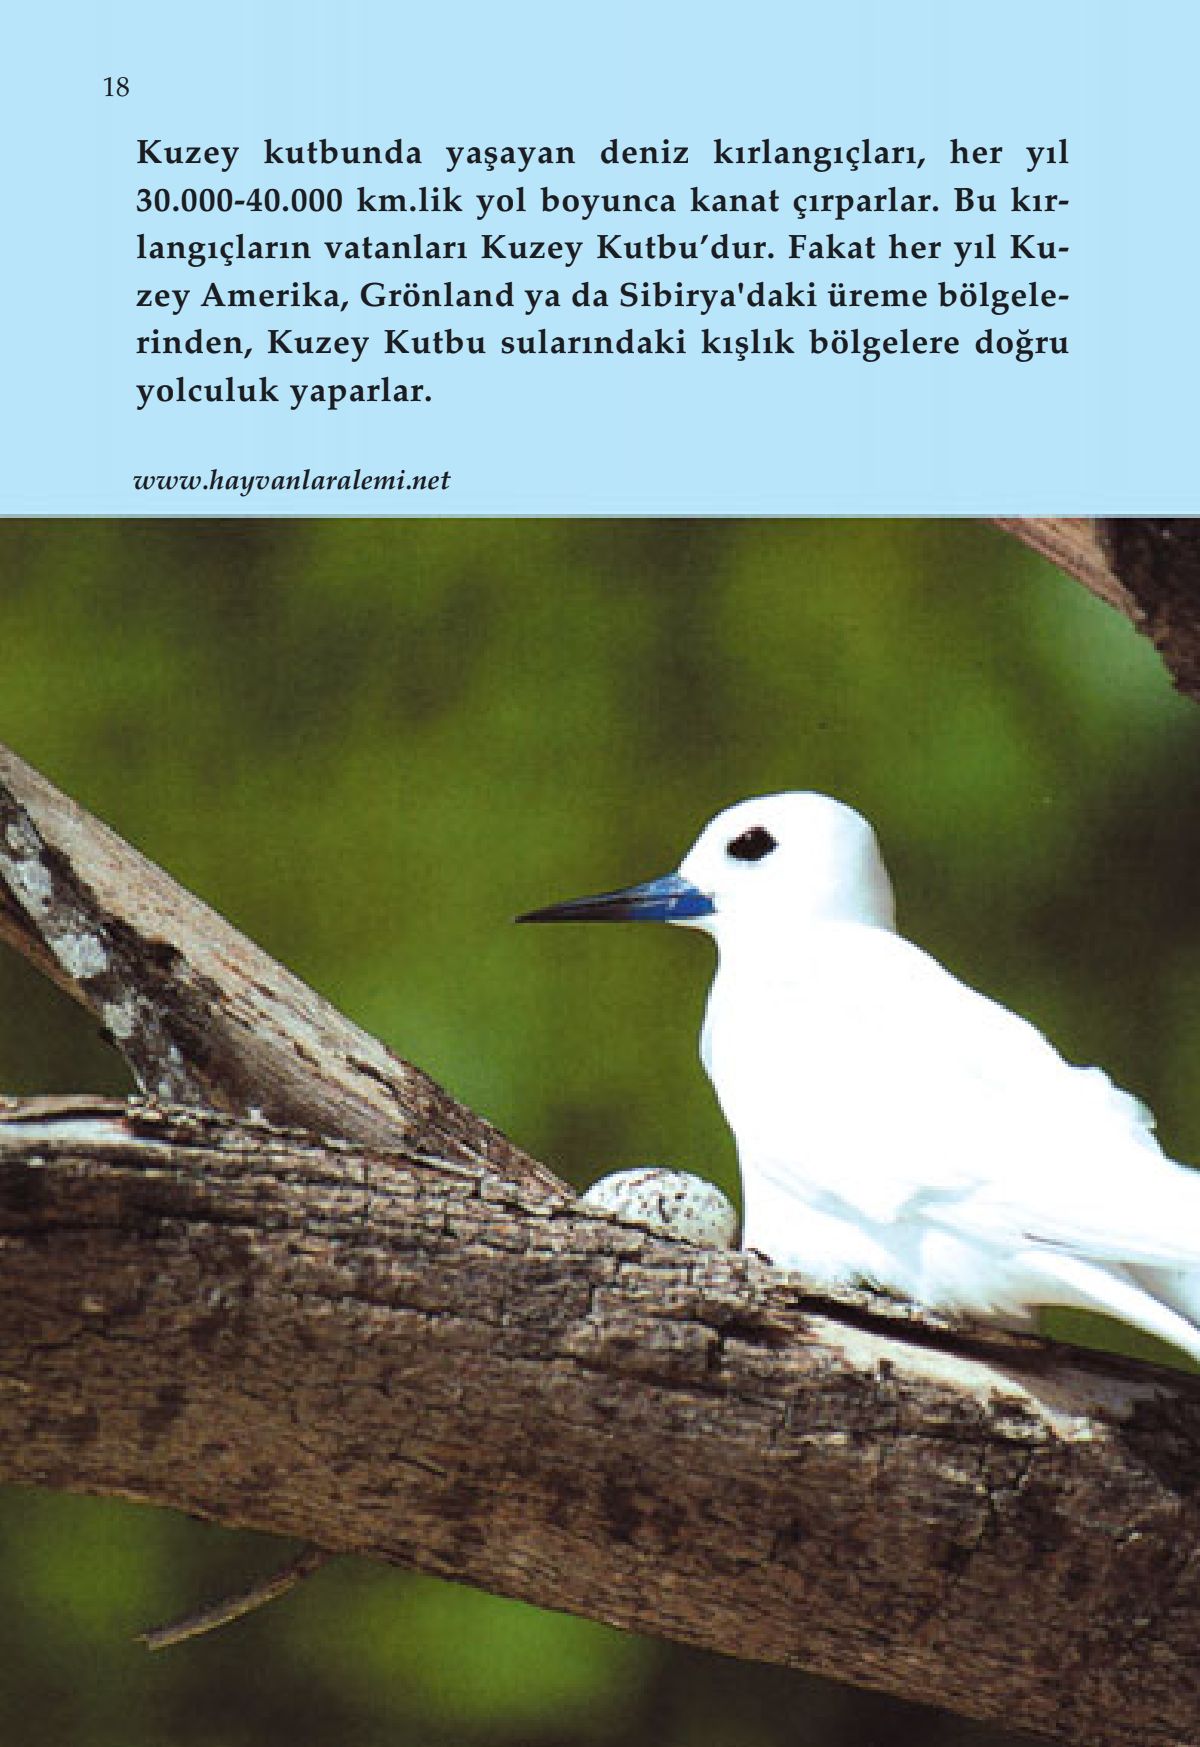 18
Kuzey kutbunda yaşayan deniz kırlangıçları, her yıl
30.000-40.000 km.lik yol boyunca kanat çırparlar. Bu kır-
langıçların vatanları Kuzey Kutbu’dur. Fakat her yıl Ku-
zey Amerika, Grönland ya da Sibirya'daki üreme bölgele-
rinden, Kuzey Kutbu sularındaki kışlık bölgelere doğru
yolculuk yaparlar.
www.hayvanlaralemi.net